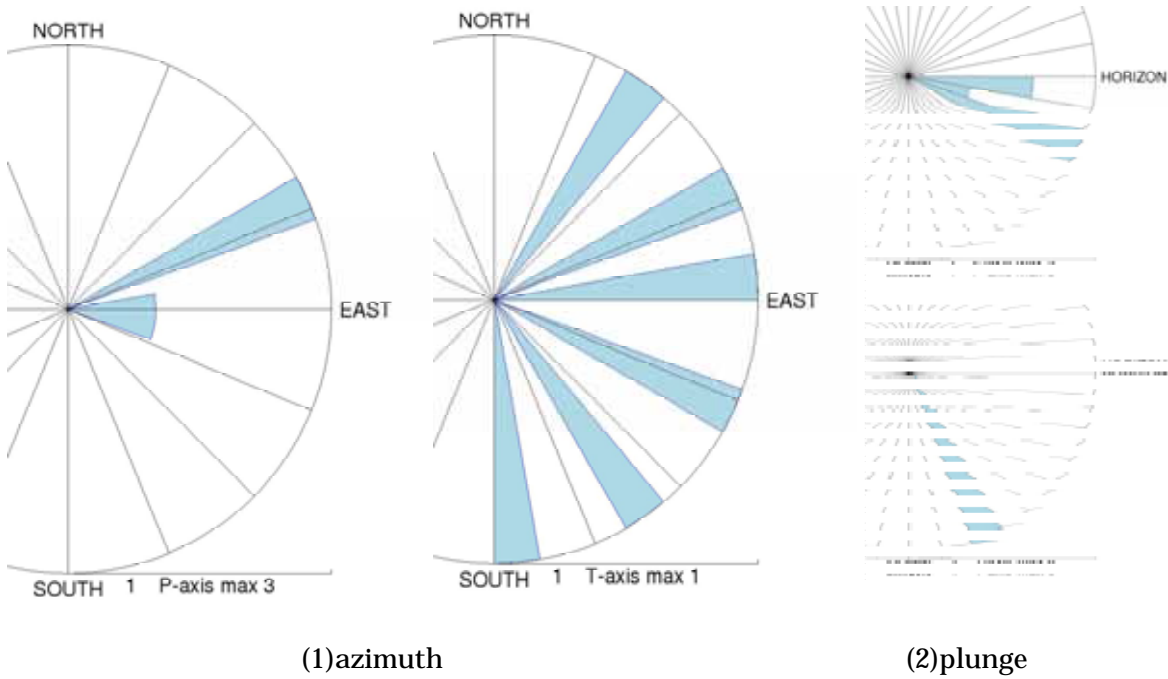 NORTH
EAST
SOUTH 1 P-axis max 3
NORTH
EAST
SOUTH 1 T-axis max 1
HORIZON
(1)azimuth
(2)plunge